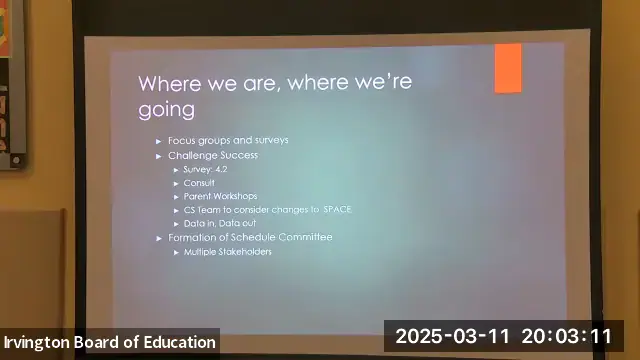 Where we are, where we're
going
Focus groups and surveys
Challenge Success
Survey: 4.2
Consult
Parent Workshops
CS Team to consider changes to SPACE
Data in, Data out
Formation of Schedule Committee
Multiple Stakeholders
Irvington Board of Education
2025-03-11 20:03:11